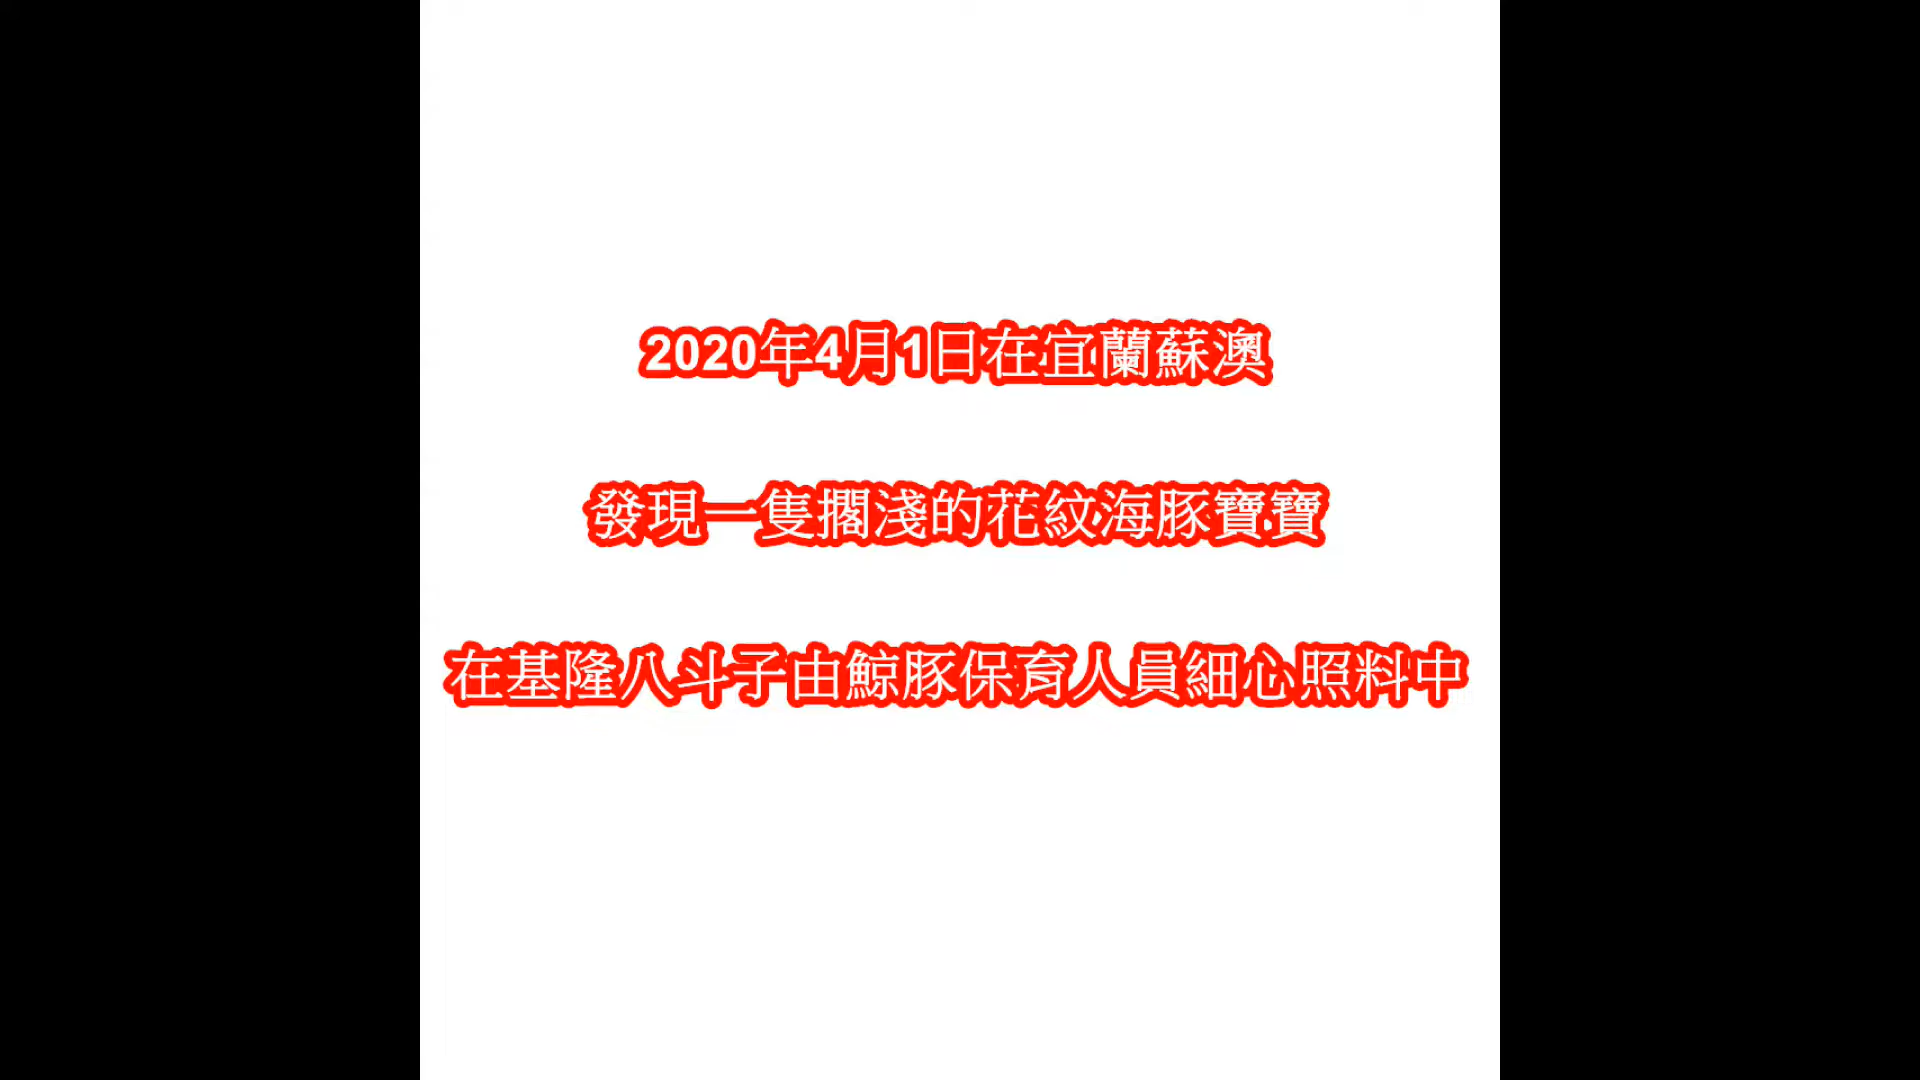 2020年4月1日在宜蘭蘇澳
發現一隻擱淺的花紋海豚寶寶
在基隆八斗子由鯨豚保育人員細心照料中